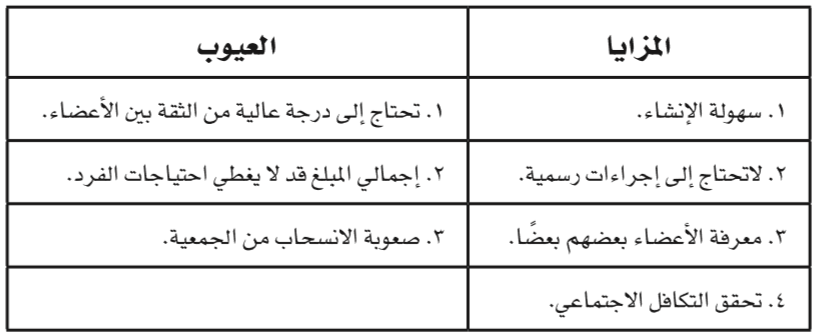 المزايا
العيوب
١. سهولة الإنشاء.
١. تحتاج إلى درجة عالية من الثقة بين الأعضاء.
٢. لاتحتاج إلى إجراءات رسمية.
٢. إجمالي المبلغ قد لا يغطي احتياجات الفرد.
٣. معرفة الأعضاء بعضهم بعضًا.
٣. صعوبة الانسحاب من الجمعية.
٤. تحقق التكافل الاجتماعي.